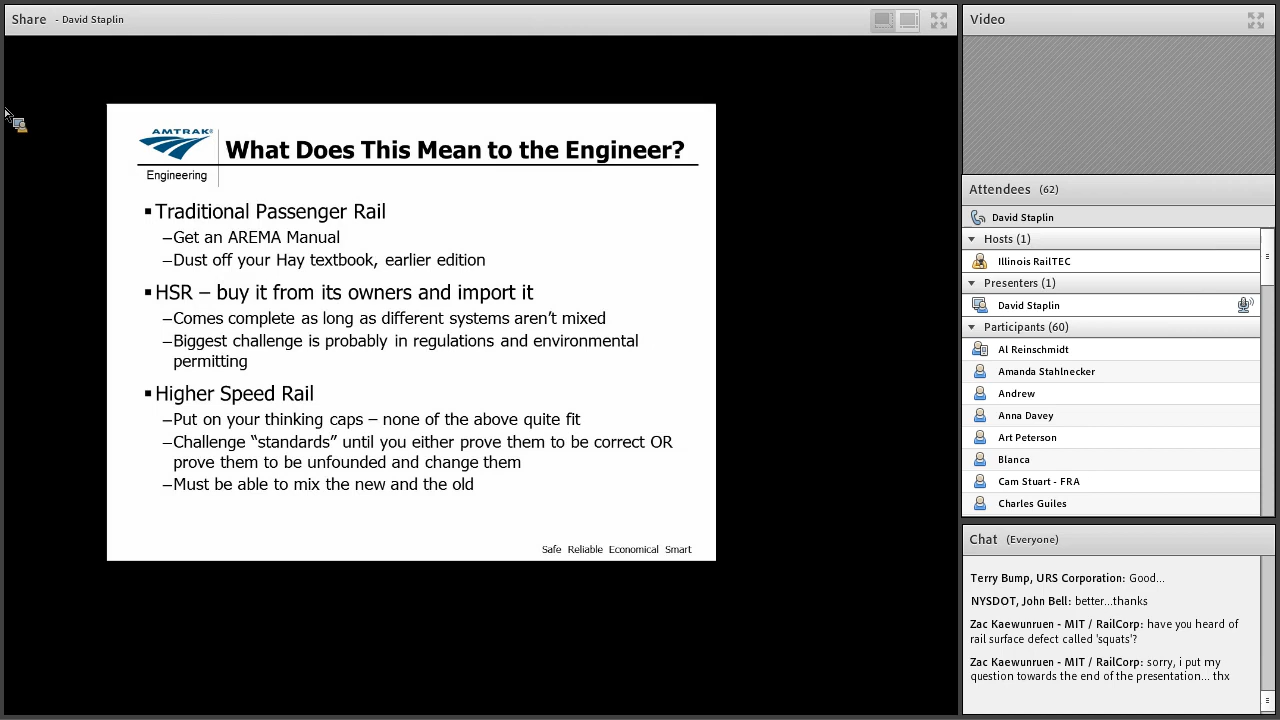 Share - David Staplin
AMTRAK®
Engineering
What Does This Mean to the Engineer?
▪Traditional Passenger Rail
–Get an AREMA Manual
–Dust off your Hay textbook, earlier edition
▪HSR – buy it from its owners and import it
–Comes complete as long as different systems aren't mixed
–Biggest challenge is probably in regulations and environmental
permitting
▪Higher Speed Rail
–Put on your thinking caps – none of the above quite fit
–Challenge "standards" until you either prove them to be correct OR
prove them to be unfounded and change them
–Must be able to mix the new and the old
Safe Reliable Economical Smart
Video
Attendees (62)
David Staplin
Hosts (1)
Illinois RailTEC
Presenters (1)
David Staplin
Participants (60)
Al Reinschmidt
Amanda Stahlnecker
Andrew
Anna Davey
Art Peterson
Blanca
Cam Stuart - FRA
Charles Guiles
Chat (Everyone)
Terry Bump, URS Corporation: Good...
NYSDOT, John Bell: better...thanks
Zac Kaewunruen - MIT / RailCorp: have you heard of
rail surface defect called 'squats'?
Zac Kaewunruen - MIT / RailCorp: sorry, i put my
question towards the end of the presentation... thx